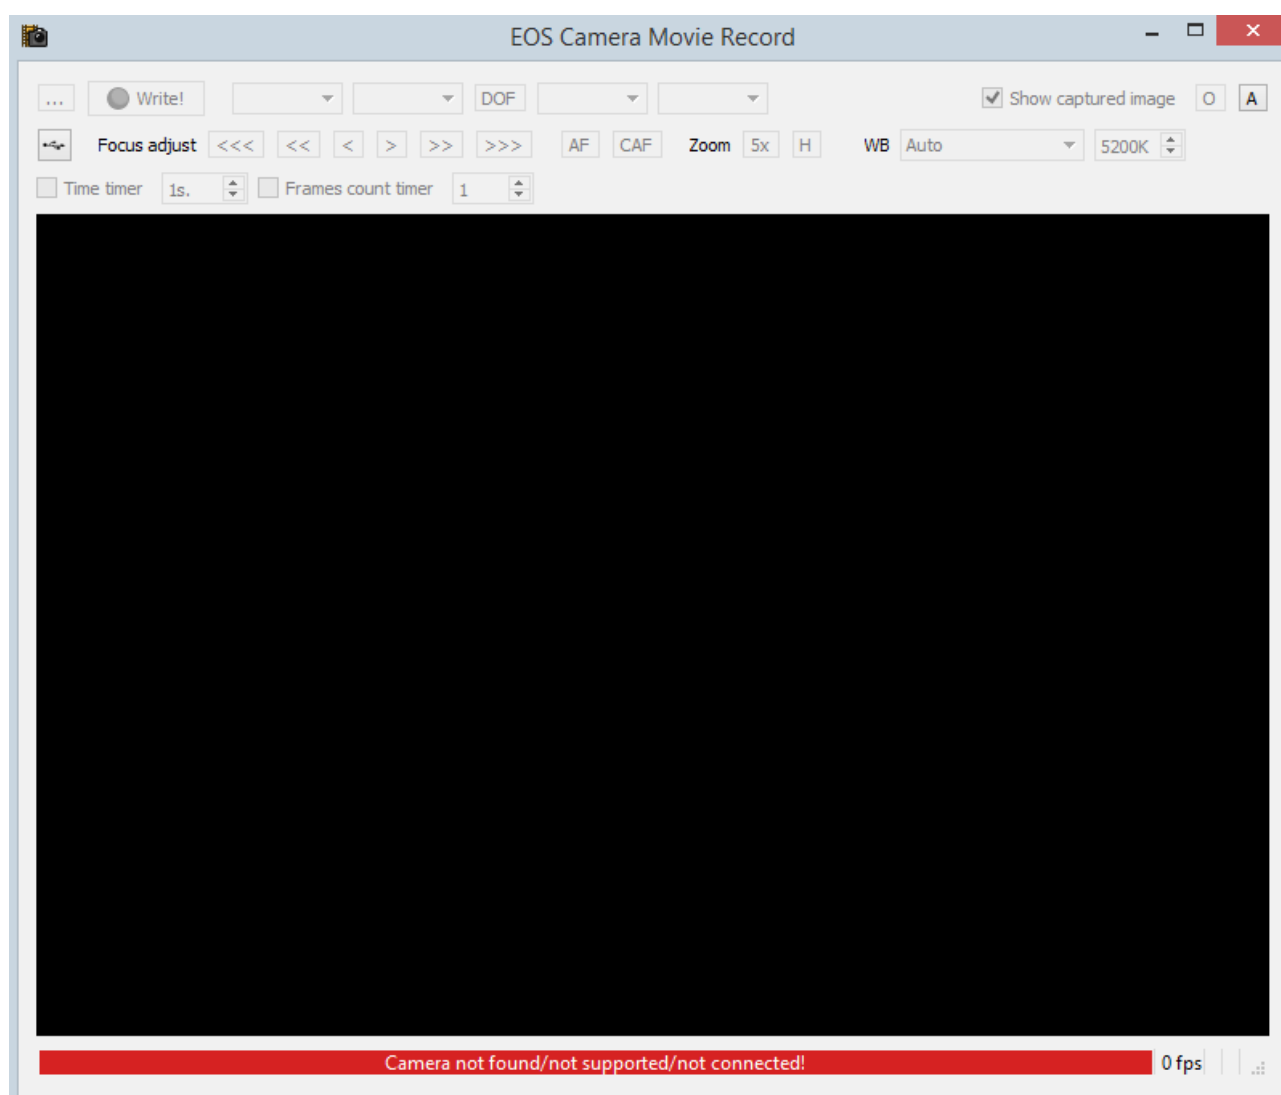 EOS Camera Movie Record
... Write! DOF Show captured image O A
Focus adjust <<< << < > >> >>> AF CAF Zoom 5x H WB Auto 5200K
Time timer 1s. Frames count timer 1
Camera not found/not supported/not connected! 0 fps